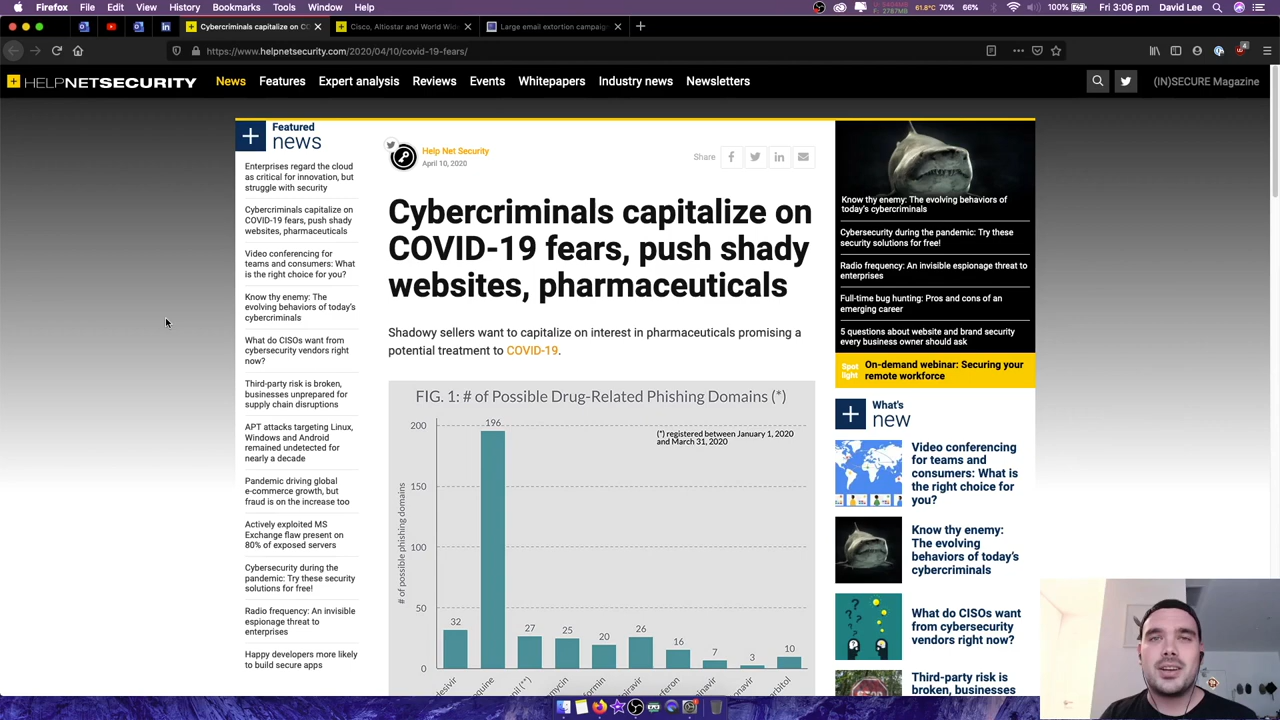 Firefox File Edit View History Bookmarks Tools Window Help
70% 66%
Cybercriminals capitalize on CO
Cisco, Altiostar and World Wide
Large email extortion campaign
https://www.helpnetsecurity.com/2020/04/10/covid-19-fears/
HELPNETSECURITY News Features Expert analysis Reviews Events Whitepapers Industry news Newsletters (IN)SECURE Magazine
Featured
news
Enterprises regard the cloud
as critical for innovation, but
struggle with security
Cybercriminals capitalize on
COVID-19 fears, push shady
websites, pharmaceuticals
Video conferencing for
teams and consumers: What
is the right choice for you?
Know thy enemy: The
evolving behaviors of today's
cybercriminals
What do CISOs want from
cybersecurity vendors right
now?
Third-party risk is broken,
businesses unprepared for
supply chain disruptions
APT attacks targeting Linux,
Windows and Android
remained undetected for
nearly a decade
Pandemic driving global
e-commerce growth, but
fraud is on the increase too
Actively exploited MS
Exchange flaw present on
80% of exposed servers
Cybersecurity during the
pandemic: Try these security
solutions for free!
Radio frequency: An invisible
espionage threat to
enterprises
Happy developers more likely
to build secure apps
Help Net Security
April 10, 2020
Share
Cybercriminals capitalize on
COVID-19 fears, push shady
websites, pharmaceuticals
Shadowy sellers want to capitalize on interest in pharmaceuticals promising a
potential treatment to COVID-19.
FIG. 1: # of Possible Drug-Related Phishing Domains (*)
(*) registered between January 1, 2020
and March 31, 2020
# of possible phishing domains
200
150
100
50
0
32
196
27
25
20
26
16
7
3
10
Know thy enemy: The evolving behaviors of
today's cybercriminals
Cybersecurity during the pandemic: Try these
security solutions for free!
Radio frequency: An invisible espionage threat to
enterprises
Full-time bug hunting: Pros and cons of an
emerging career
5 questions about website and brand security
every business owner should ask
Spot
light
On-demand webinar: Securing your
remote workforce
What's
new
Video conferencing
for teams and
consumers: What is
the right choice for
you?
Know thy enemy:
The evolving
behaviors of today's
cybercriminals
What do CISOs want
from cybersecurity
vendors right now?
Third-party risk is
broken, businesses